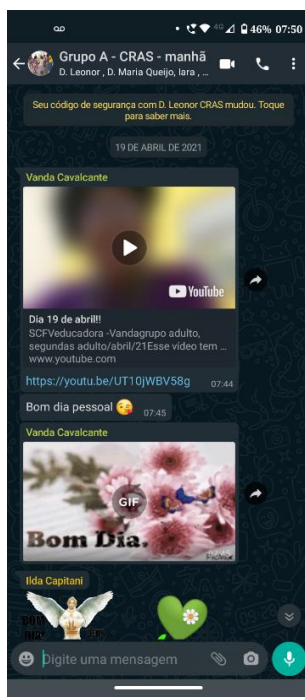 46% 07:50
Grupo A - CRAS - manhã
D. Leonor , D. Maria Queijo, Iara , ...
Seu código de segurança com D. Leonor CRAS mudou. Toque
para saber mais.
19 DE ABRIL DE 2021
Vanda Cavalcante
YouTube
Dia 19 de abril!!
SCFVeducadora -Vandagrupo adulto,
segundas adulto/abril/21Esse vídeo tem ...
www.youtube.com
https://youtu.be/UT10jWBV58g 07:44
Bom dia pessoal 07:45
Vanda Cavalcante
GIF
Bom Dia.
Ilda Capitani
BOM
DIA!
Digite uma mensagem